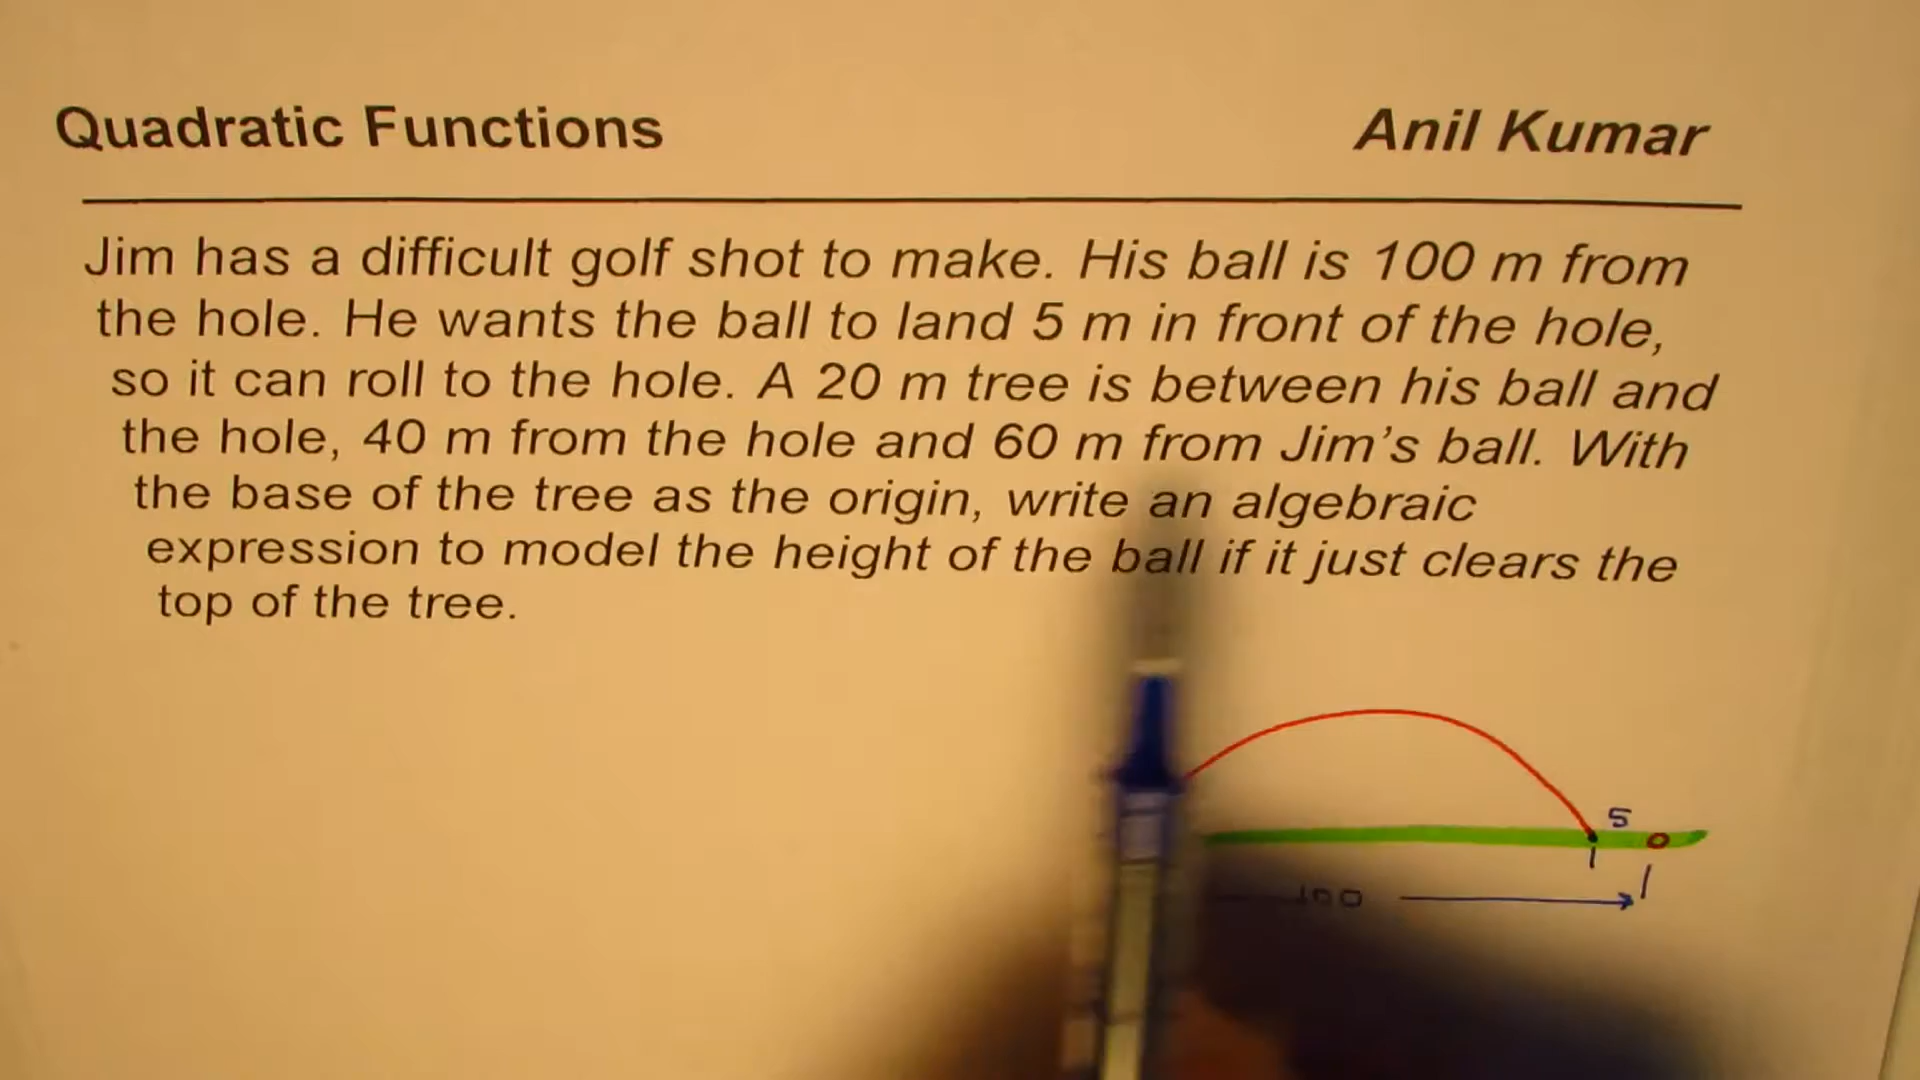 Quadratic Functions Anil Kumar
Jim has a difficult golf shot to make. His ball is 100 m from
the hole. He wants the ball to land 5 m in front of the hole,
so it can roll to the hole. A 20 m tree is between his ball and
the hole, 40 m from the hole and 60 m from Jim's ball. With
the base of the tree as the origin, write an algebraic
expression to model the height of the ball if it just clears the
top of the tree.
5
100